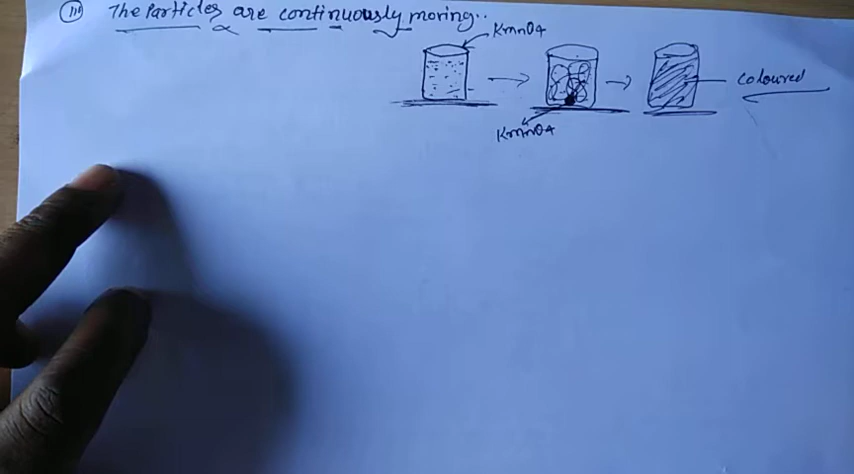 (iii) The Particles are continuously moving..
KmnO4
coloured
KmnO4